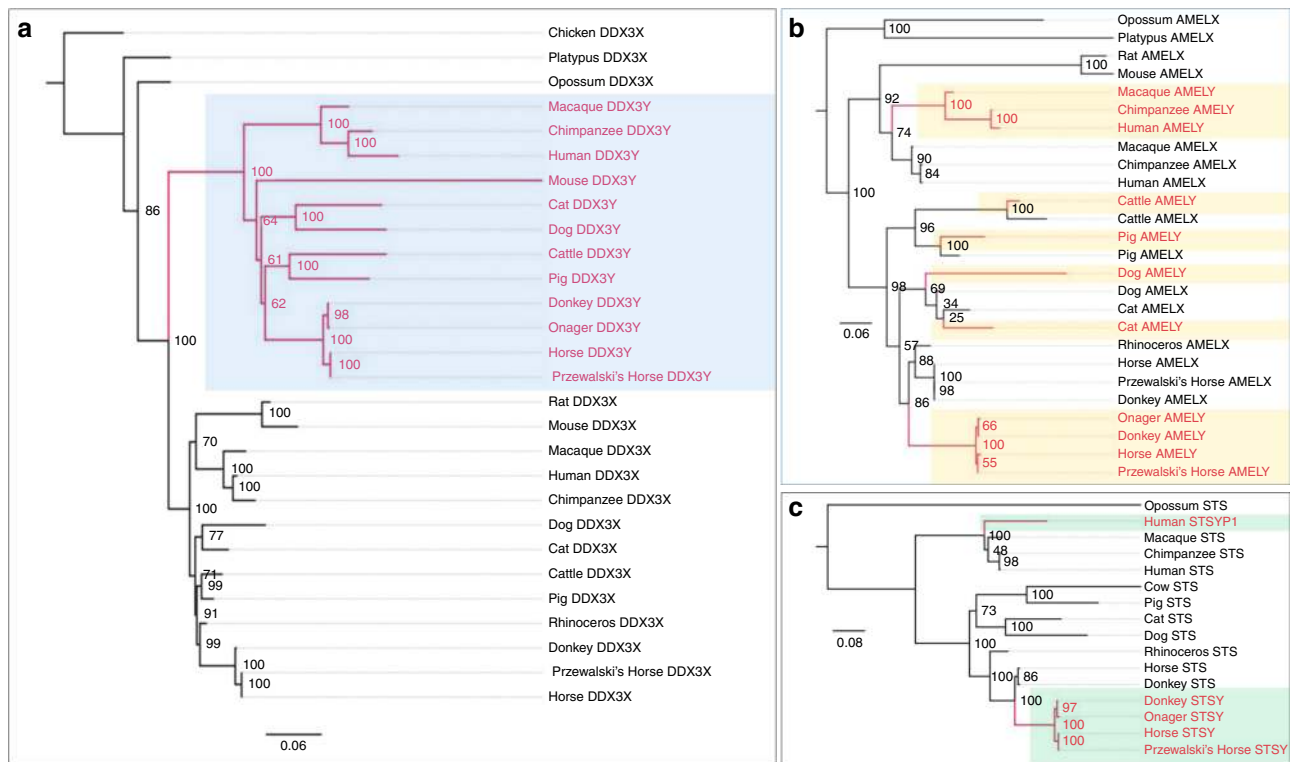 a
Chicken DDX3X
Platypus DDX3X
Opossum DDX3X
Macaque DDX3Y
100
Chimpanzee DDX3Y
100
Human DDX3Y
100
Mouse DDX3Y
Cat DDX3Y
86
64
100
Dog DDX3Y
Cattle DDX3Y
61
100
Pig DDX3Y
62
Donkey DDX3Y
98
Onager DDX3Y
100
100
Horse DDX3Y
100
Przewalski's Horse DDX3Y
Rat DDX3X
100
Mouse DDX3X
70
Macaque DDX3X
100
Human DDX3X
100
Chimpanzee DDX3X
100
Dog DDX3X
77
Cat DDX3X
71
Cattle DDX3X
99
Pig DDX3X
91
Rhinoceros DDX3X
99
Donkey DDX3X
100
Przewalski's Horse DDX3X
100
Horse DDX3X
0.06
b
Opossum AMELX
100
Platypus AMELX
Rat AMELX
100
Mouse AMELX
Macaque AMELY
92
100
Chimpanzee AMELY
100
Human AMELY
74
Macaque AMELX
90
Chimpanzee AMELX
84
Human AMELX
100
Cattle AMELY
100
Cattle AMELX
96
Pig AMELY
100
Pig AMELX
Dog AMELY
98
69
Dog AMELX
34
Cat AMELX
25
Cat AMELY
0.06
Rhinoceros AMELX
57
88
Horse AMELX
100
Przewalski's Horse AMELX
98
Donkey AMELX
86
Onager AMELY
66
Donkey AMELY
100
Horse AMELY
55
Przewalski's Horse AMELY
c
Opossum STS
Human STSYP1
100
Macaque STS
48
Chimpanzee STS
98
Human STS
Cow STS
100
Pig STS
73
Cat STS
100
Dog STS
0.08
100
Rhinoceros STS
100
Horse STS
86
Donkey STS
100
Donkey STSY
97
Onager STSY
100
Horse STSY
100
Przewalski's Horse STSY